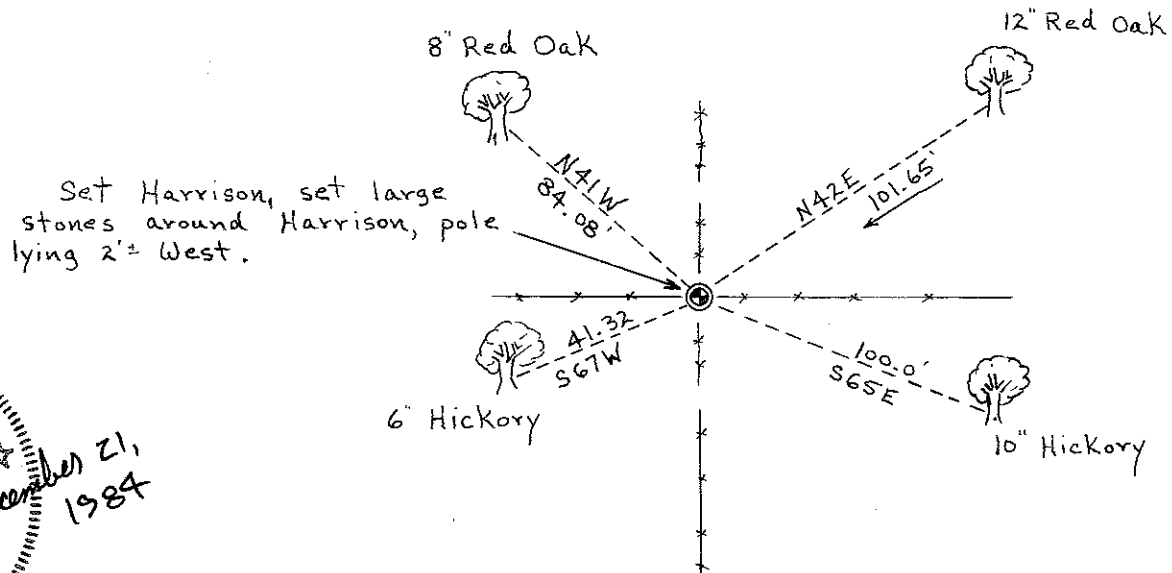 12" Red Oak
8" Red Oak
N41W
84.08'
N42E
101.65'
Set Harrison, set large
stones around Harrison, pole
lying 2'± West.
41.32
S67W
100.0'
S65E
6" Hickory
10" Hickory
21,
1984